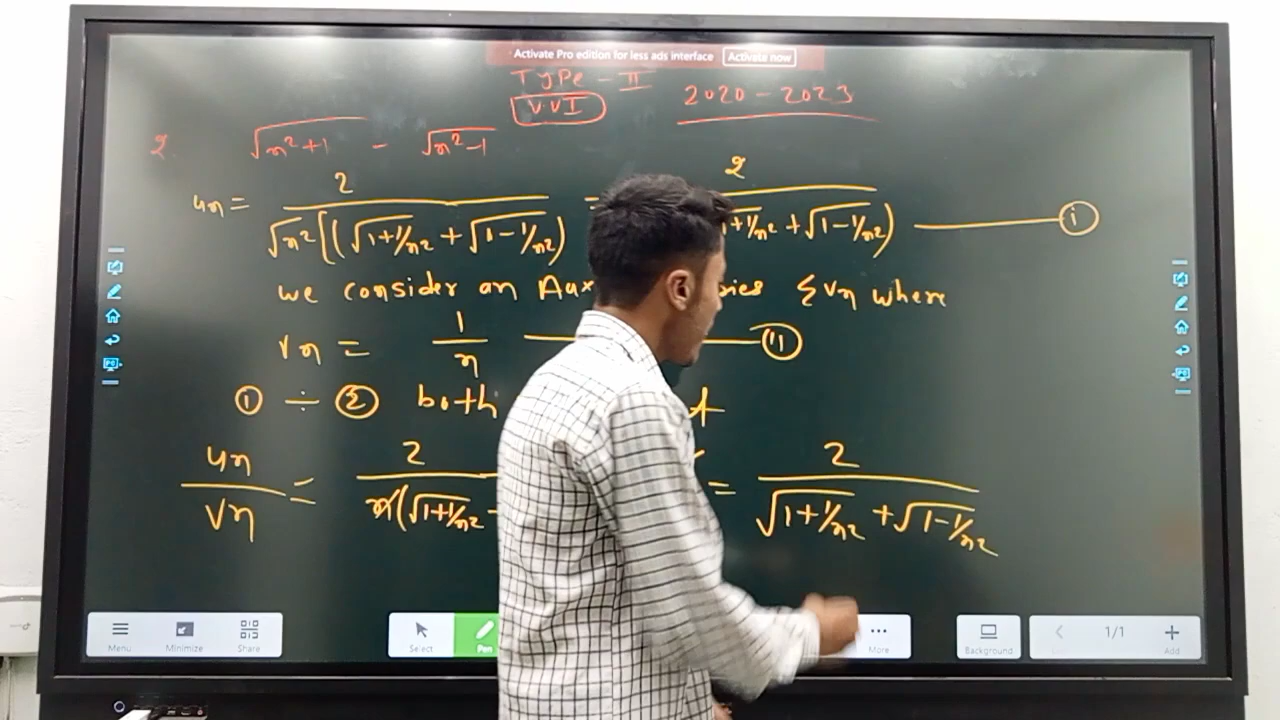 Activate Pro edition for less ads interface Activate now
TYPe - II
V.V.I 2020 - 2023
2. √n²+1 - √n²-1
un = 2 / √n²[(√1+1/n² + √1-1/n²) = 2 / 1+1/n² + √1-1/n²) ——— ①
we consider an Aux ries Σvn where
vn = 1/n ——— ⑪
① ÷ ② both
un/vn = 2 / n(√1+1/n² = 2 / √1+1/n² + √1-1/n²
Menu Minimize Share Select Pen More Background 1/1 Add